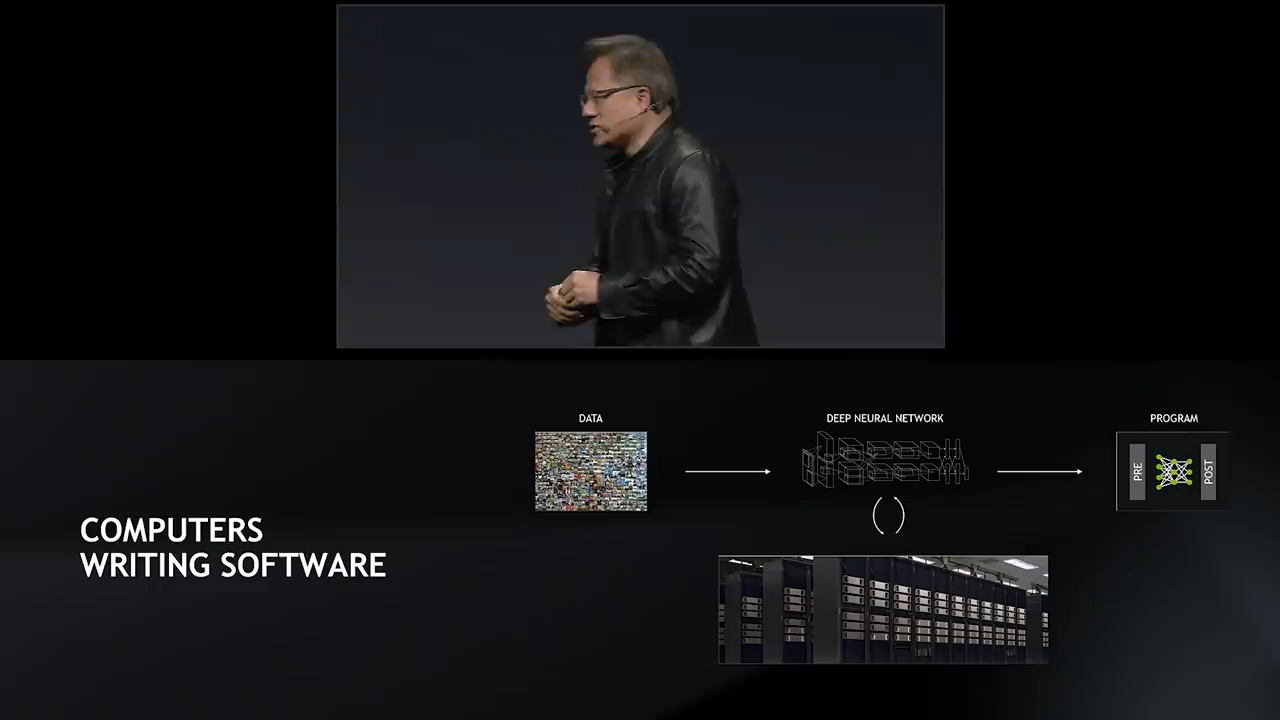 COMPUTERS
WRITING SOFTWARE
DATA
DEEP NEURAL NETWORK
PROGRAM
PRE
POST